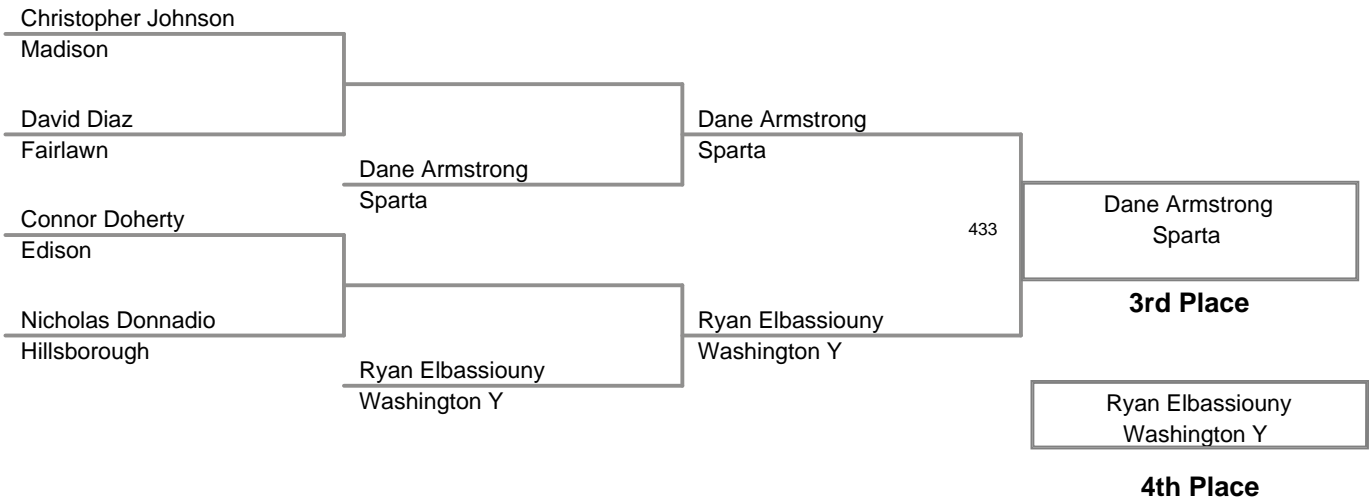 Christopher Johnson
Madison
David Diaz
Fairlawn
Dane Armstrong
Sparta
Connor Doherty
Edison
Nicholas Donnadio
Hillsborough
Ryan Elbassiouny
Washington Y
Dane Armstrong
Sparta
433
Ryan Elbassiouny
Washington Y
Dane Armstrong
Sparta
3rd Place
Ryan Elbassiouny
Washington Y
4th Place